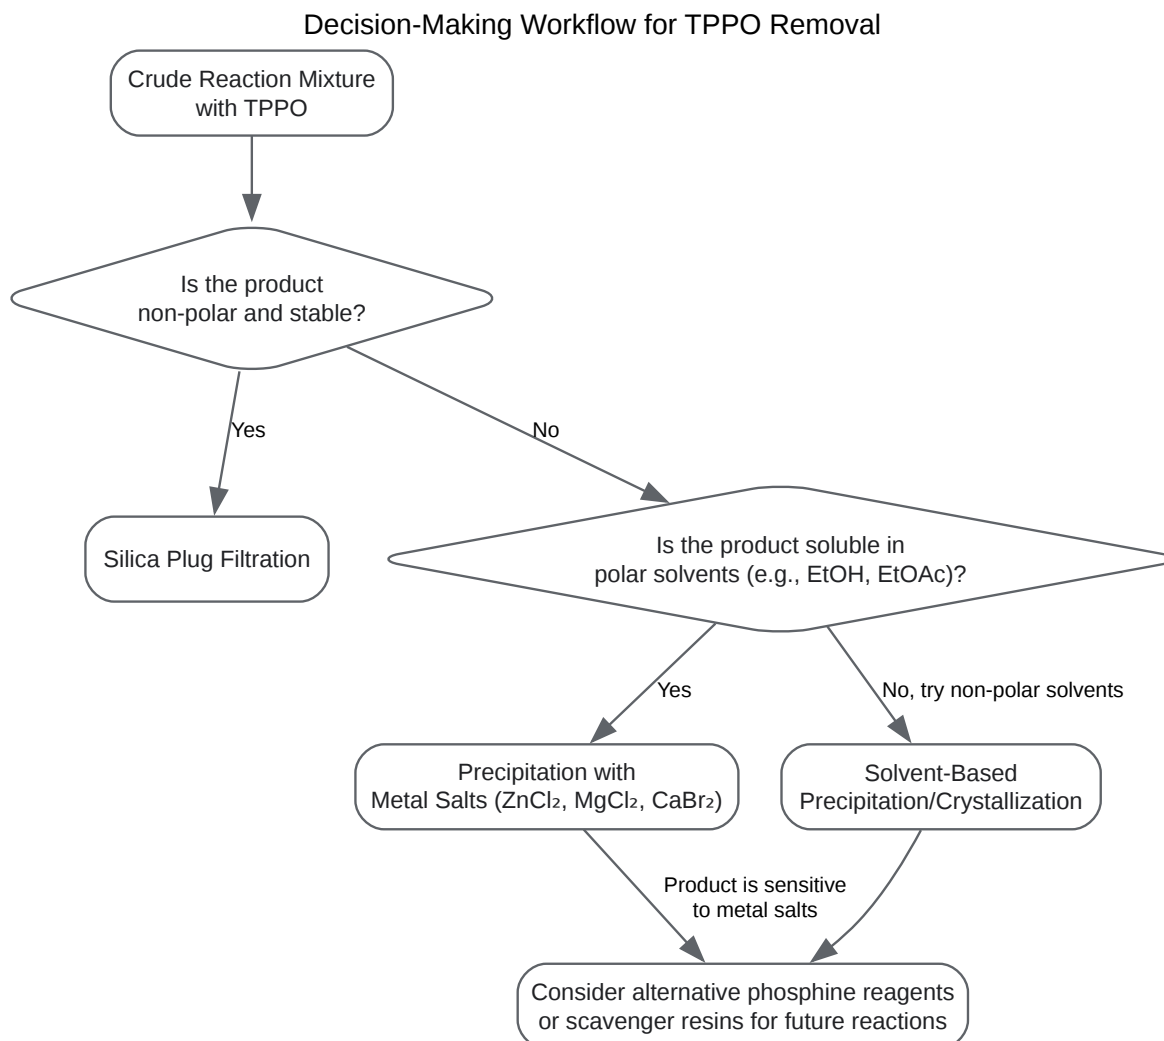 Decision-Making Workflow for TPPO Removal
Crude Reaction Mixture
with TPPO
Is the product
non-polar and stable?
Yes
No
Silica Plug Filtration
Is the product soluble in
polar solvents (e.g., EtOH, EtOAc)?
Yes
No, try non-polar solvents
Precipitation with
Metal Salts (ZnCl₂, MgCl₂, CaBr₂)
Solvent-Based
Precipitation/Crystallization
Product is sensitive
to metal salts
Consider alternative phosphine reagents
or scavenger resins for future reactions